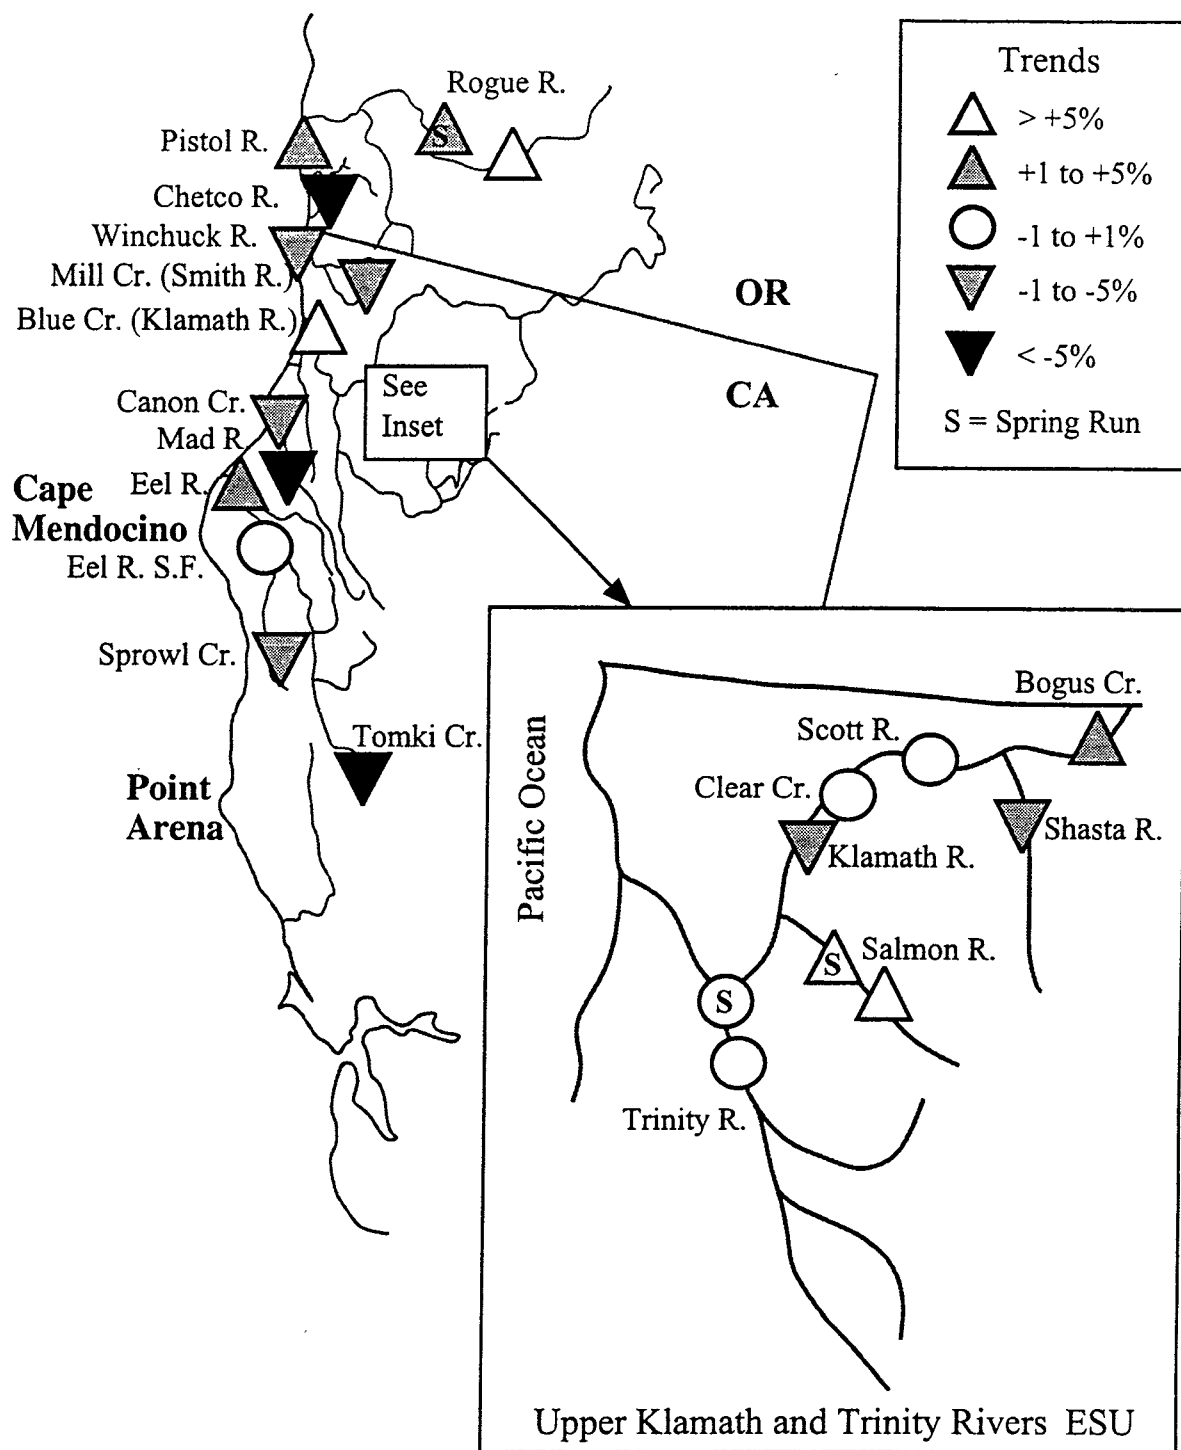 Rogue R.
S
Pistol R.
Chetco R.
Winchuck R.
Mill Cr. (Smith R.)
Blue Cr. (Klamath R.)
OR
CA
See
Inset
Canon Cr.
Mad R.
Eel R.
Cape
Mendocino
Eel R. S.F.
Sprowl Cr.
Tomki Cr.
Point
Arena
Trends
> +5%
+1 to +5%
-1 to +1%
-1 to -5%
< -5%
S = Spring Run
Pacific Ocean
Bogus Cr.
Scott R.
Clear Cr.
Klamath R.
Shasta R.
Salmon R.
S
S
Trinity R.
Upper Klamath and Trinity Rivers ESU